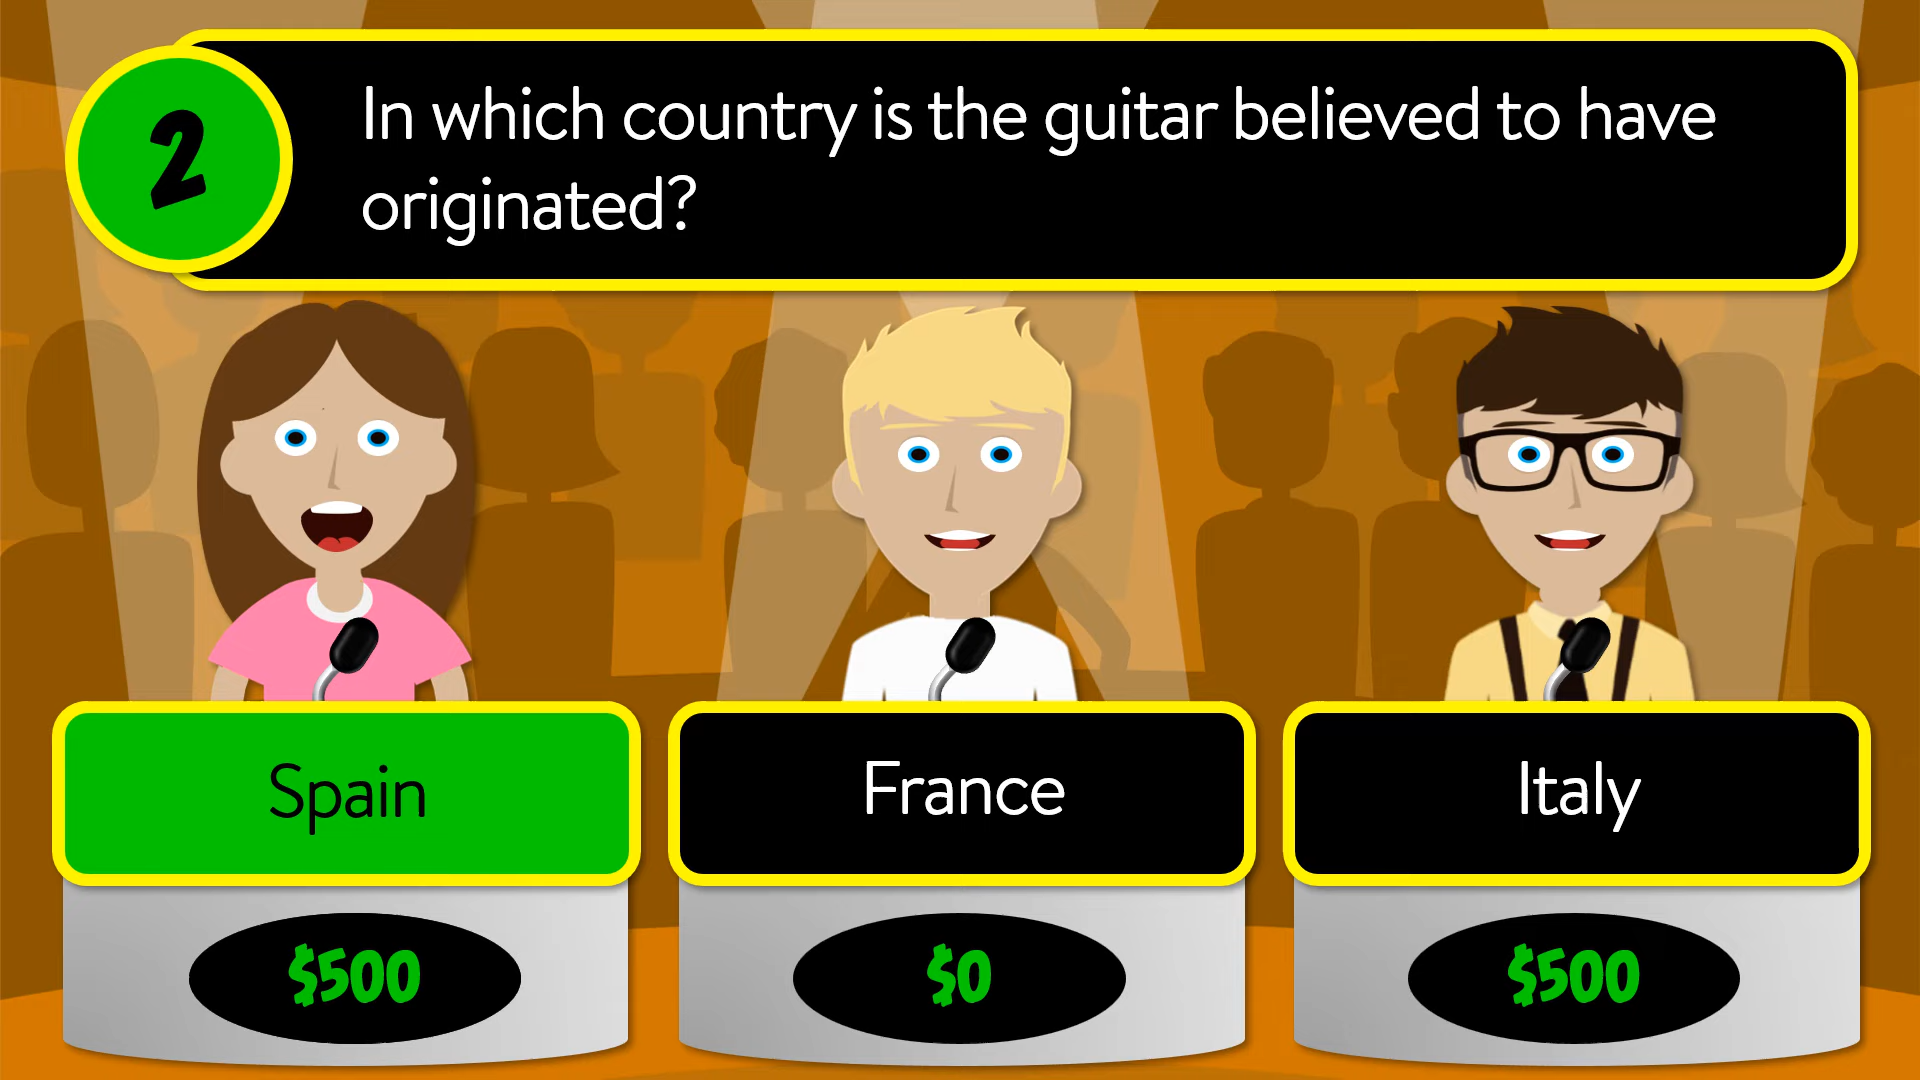 2
In which country is the guitar believed to have
originated?
Spain
France
Italy
$500
$0
$500